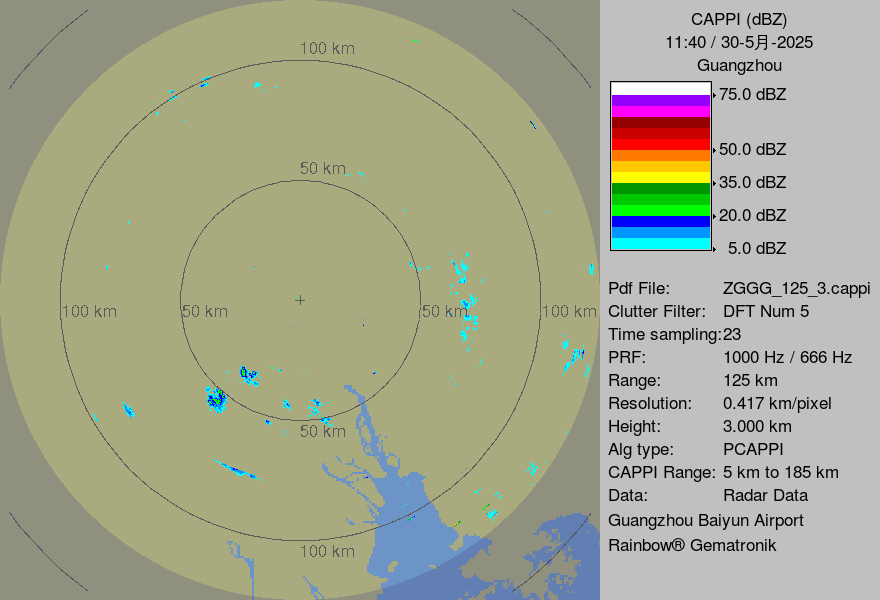 100 km
50 km
100 km
50 km
50 km
100 km
50 km
100 km
CAPPI (dBZ)
11:40 / 30-5月-2025
Guangzhou
75.0 dBZ
50.0 dBZ
35.0 dBZ
20.0 dBZ
5.0 dBZ
Pdf File: ZGGG_125_3.cappi
Clutter Filter: DFT Num 5
Time sampling:23
PRF: 1000 Hz / 666 Hz
Range: 125 km
Resolution: 0.417 km/pixel
Height: 3.000 km
Alg type: PCAPPI
CAPPI Range: 5 km to 185 km
Data: Radar Data
Guangzhou Baiyun Airport
Rainbow® Gematronik